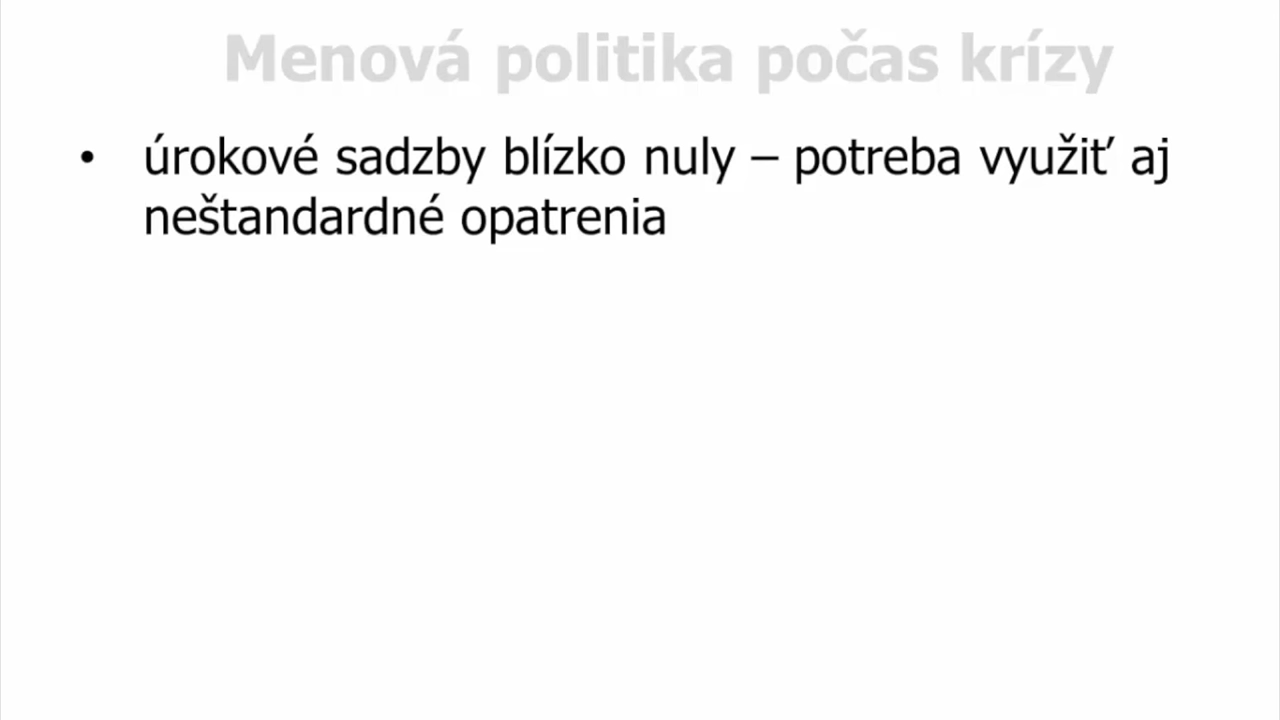 Menová politika počas krízy
• úrokové sadzby blízko nuly – potreba využiť aj
neštandardné opatrenia